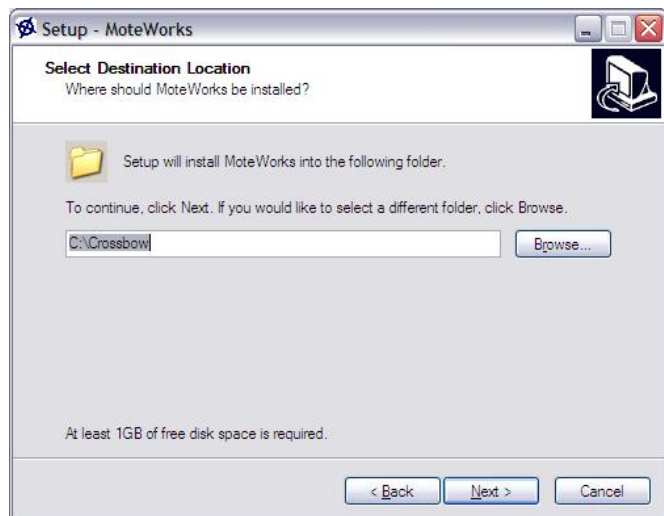 Setup - MoteWorks
Select Destination Location
Where should MoteWorks be installed?
Setup will install MoteWorks into the following folder.
To continue, click Next. If you would like to select a different folder, click Browse.
C:\Crossbow
Browse...
At least 1GB of free disk space is required.
< Back
Next >
Cancel